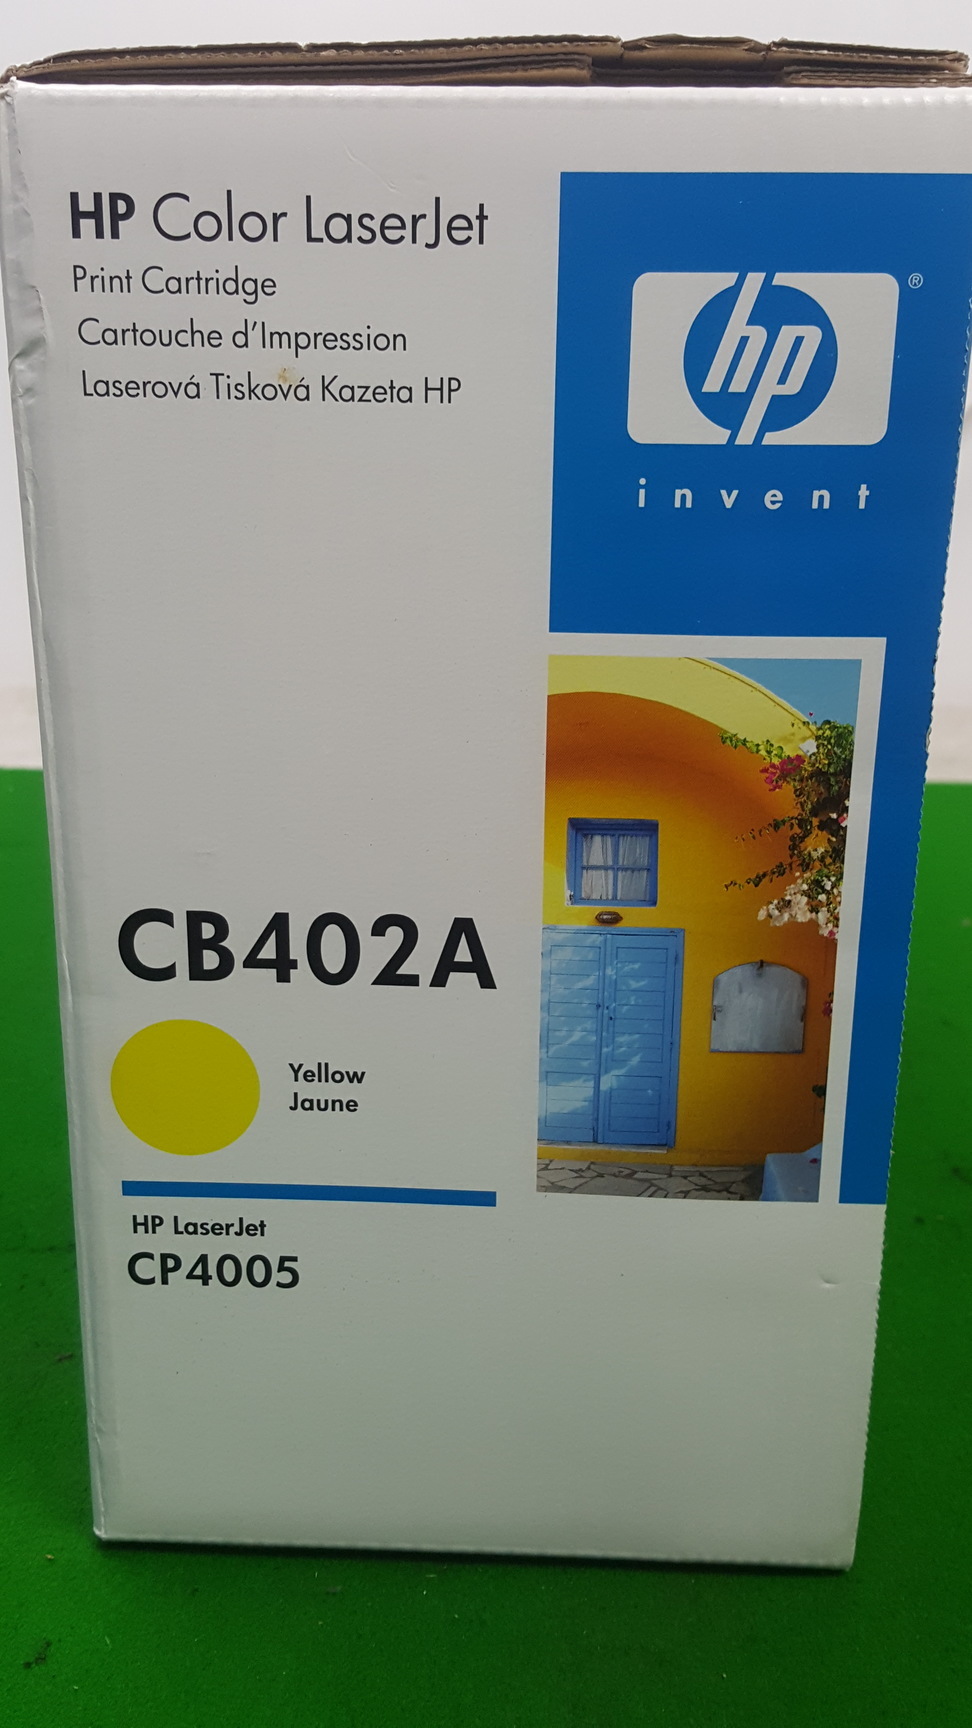 HP Color LaserJet
Print Cartridge
Cartouche d'Impression
Laserová Tisková Kazeta HP
hp®
invent
CB402A
Yellow
Jaune
HP LaserJet
CP4005